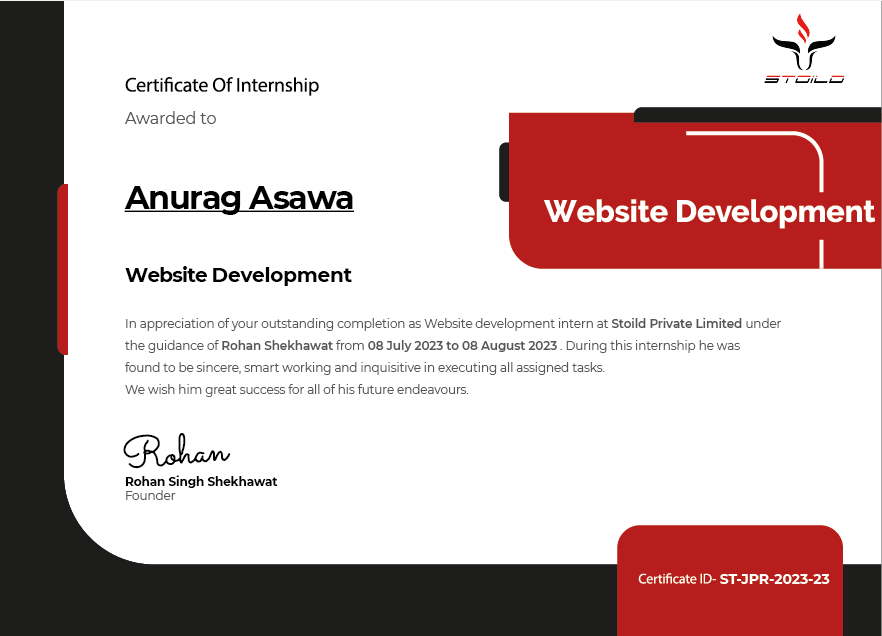 STOILD
Certificate Of Internship
Awarded to
Anurag Asawa
Website Development
Website Development
In appreciation of your outstanding completion as Website development intern at Stoild Private Limited under
the guidance of Rohan Shekhawat from 08 July 2023 to 08 August 2023 . During this internship he was
found to be sincere, smart working and inquisitive in executing all assigned tasks.
We wish him great success for all of his future endeavours.
Rohan
Rohan Singh Shekhawat
Founder
Certificate ID- ST-JPR-2023-23